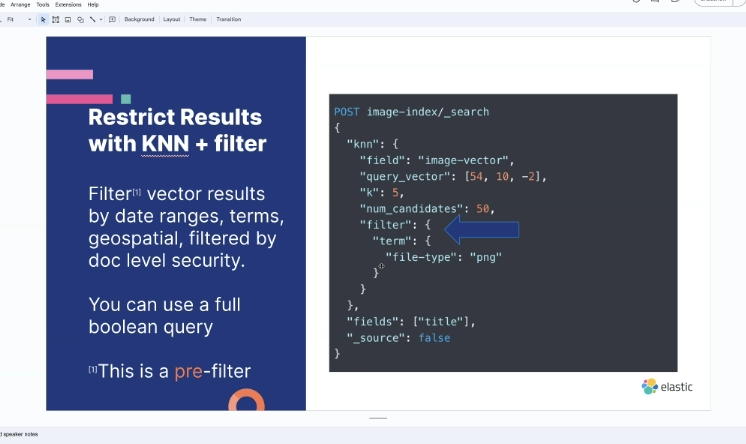 Arrange Tools Extensions Help
Fit Background Layout Theme Transition
Restrict Results
with KNN + filter
Filter[1] vector results
by date ranges, terms,
geospatial, filtered by
doc level security.
You can use a full
boolean query
[1]This is a pre-filter
POST image-index/_search
{
"knn": {
"field": "image-vector",
"query_vector": [54, 10, -2],
"k": 5,
"num_candidates": 50,
"filter": {
"term": {
"file-type": "png"
}
}
},
"fields": ["title"],
"_source": false
}
elastic
speaker notes